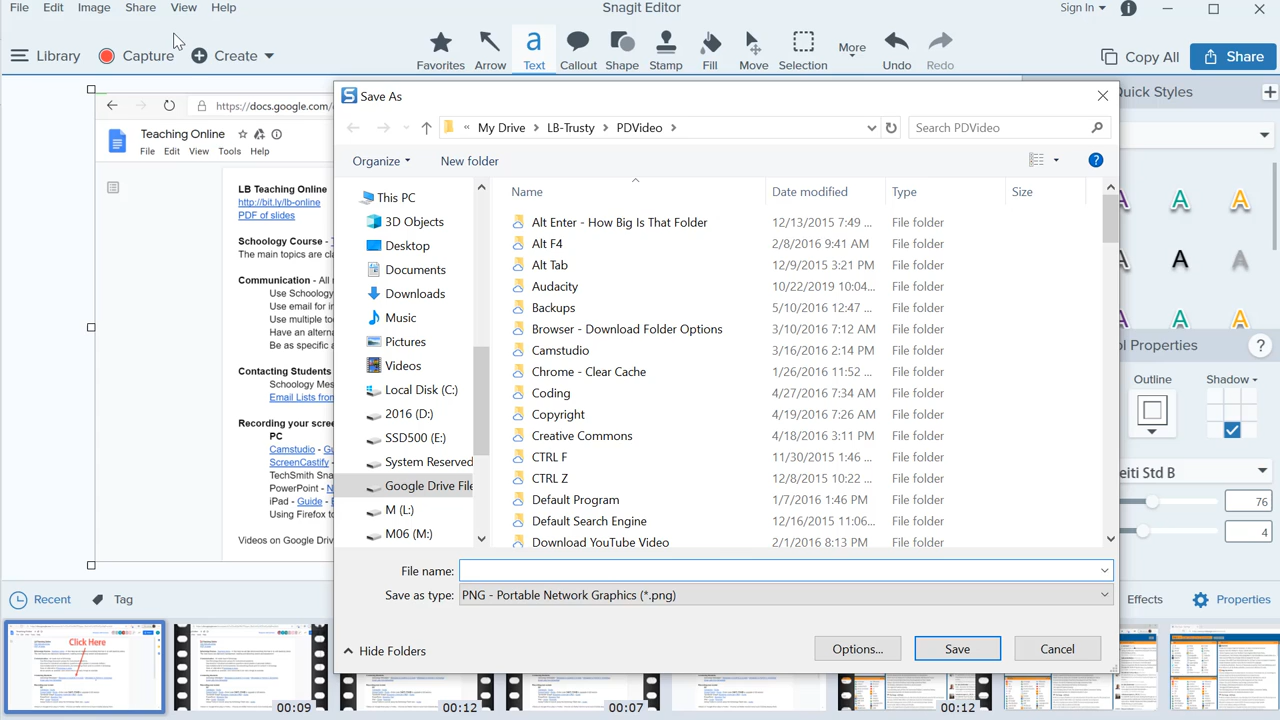 File Edit Image Share View Help
Snagit Editor
Sign In
Library Capture Create
Favorites Arrow Text Callout Shape Stamp Fill Move Selection More Undo Redo
Copy All Share
https://docs.google.com/
Teaching Online
File Edit View Tools Help
LB Teaching Online
http://bit.ly/lb-online
PDF of slides
Schoology Course -
The main topics are cla
Communication - All
Use Schoology
Use email for i
Use multiple to
Have an alterna
Be as specific a
Contacting Students
Schoology Mes
Email Lists from
Recording your scree
PC
Camstudio - Gu
ScreenCastify -
TechSmith Sna
PowerPoint - N
iPad - Guide -
Using Firefox to
Videos on Google Driv
Save As
« My Drive > LB-Trusty > PDVideo >
Search PDVideo
Organize New folder
This PC
3D Objects
Desktop
Documents
Downloads
Music
Pictures
Videos
Local Disk (C:)
2016 (D:)
SSD500 (E:)
System Reserved
Google Drive File
M (L:)
M06 (M:)
Name Date modified Type Size
Alt Enter - How Big Is That Folder 12/13/2015 7:49 ... File folder
Alt F4 2/8/2016 9:41 AM File folder
Alt Tab 12/9/2015 3:21 PM File folder
Audacity 10/22/2019 10:04... File folder
Backups 5/10/2016 12:47 ... File folder
Browser - Download Folder Options 3/10/2016 7:12 AM File folder
Camstudio 3/16/2016 2:14 PM File folder
Chrome - Clear Cache 1/26/2016 11:52 ... File folder
Coding 4/27/2016 7:34 AM File folder
Copyright 4/19/2016 7:26 AM File folder
Creative Commons 4/18/2016 3:11 PM File folder
CTRL F 11/30/2015 1:46 ... File folder
CTRL Z 12/8/2015 10:22 ... File folder
Default Program 1/7/2016 1:46 PM File folder
Default Search Engine 12/16/2015 11:06... File folder
Download YouTube Video 2/1/2016 8:13 PM File folder
File name:
Save as type: PNG - Portable Network Graphics (*.png)
Hide Folders
Options... Save Cancel
Quick Styles
A A A
A A A
ol Properties ?
Outline Shadow
eiti Std B
76
4
Recent Tag
Effects Properties
Click Here
00:09
00:12
00:07
00:12